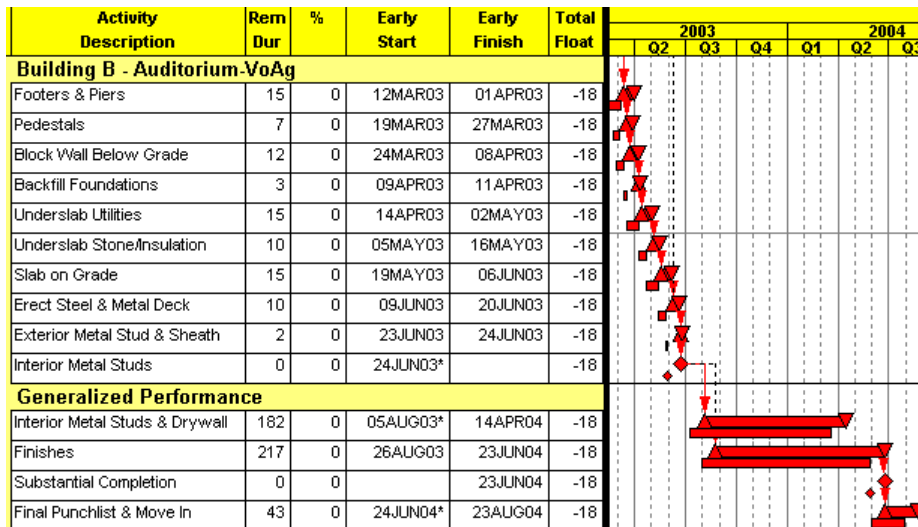 Activity Rem % Early Early Total 2003 2004
Description Dur Start Finish Float Q2 Q3 Q4 Q1 Q2 Q3
Building B - Auditorium-VoAg
Footers & Piers 15 0 12MAR03 01APR03 -18
Pedestals 7 0 19MAR03 27MAR03 -18
Block Wall Below Grade 12 0 24MAR03 08APR03 -18
Backfill Foundations 3 0 09APR03 11APR03 -18
Underslab Utilities 15 0 14APR03 02MAY03 -18
Underslab Stone/Insulation 10 0 05MAY03 16MAY03 -18
Slab on Grade 15 0 19MAY03 06JUN03 -18
Erect Steel & Metal Deck 10 0 09JUN03 20JUN03 -18
Exterior Metal Stud & Sheath 2 0 23JUN03 24JUN03 -18
Interior Metal Studs 0 0 24JUN03* -18
Generalized Performance
Interior Metal Studs & Drywall 182 0 05AUG03* 14APR04 -18
Finishes 217 0 26AUG03 23JUN04 -18
Substantial Completion 0 0 23JUN04 -18
Final Punchlist & Move In 43 0 24JUN04* 23AUG04 -18